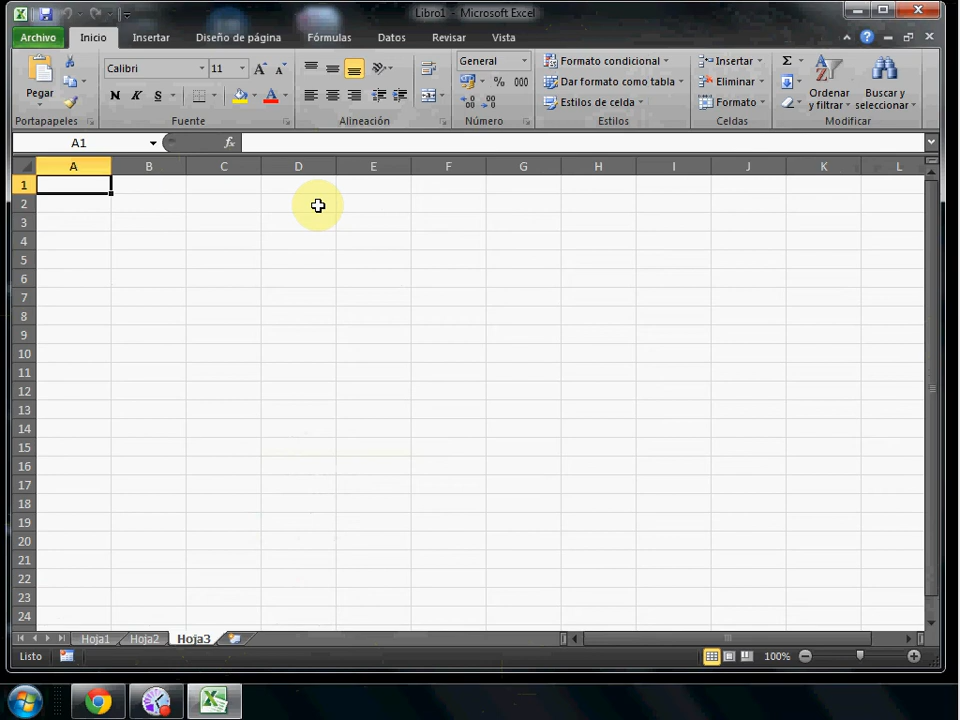 Libro1 - Microsoft Excel
Archivo Inicio Insertar Diseño de página Fórmulas Datos Revisar Vista
Pegar Calibri 11 General Formato condicional Insertar Σ
N K S % 000 Dar formato como tabla Eliminar Ordenar y filtrar Buscar y seleccionar
Estilos de celda Formato
Portapapeles Fuente Alineación Número Estilos Celdas Modificar
A1 fx
A B C D E F G H I J K L
1
2
3
4
5
6
7
8
9
10
11
12
13
14
15
16
17
18
19
20
21
22
23
24
Hoja1 Hoja2 Hoja3
Listo 100%